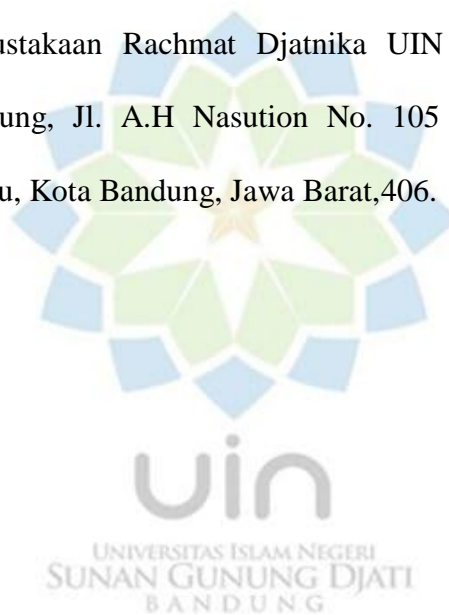 ustakaan Rachmat Djatnika UIN
ung, Jl. A.H Nasution No. 105
u, Kota Bandung, Jawa Barat,406.
uin
UNIVERSITAS ISLAM NEGERI
SUNAN GUNUNG DJATI
BANDUNG